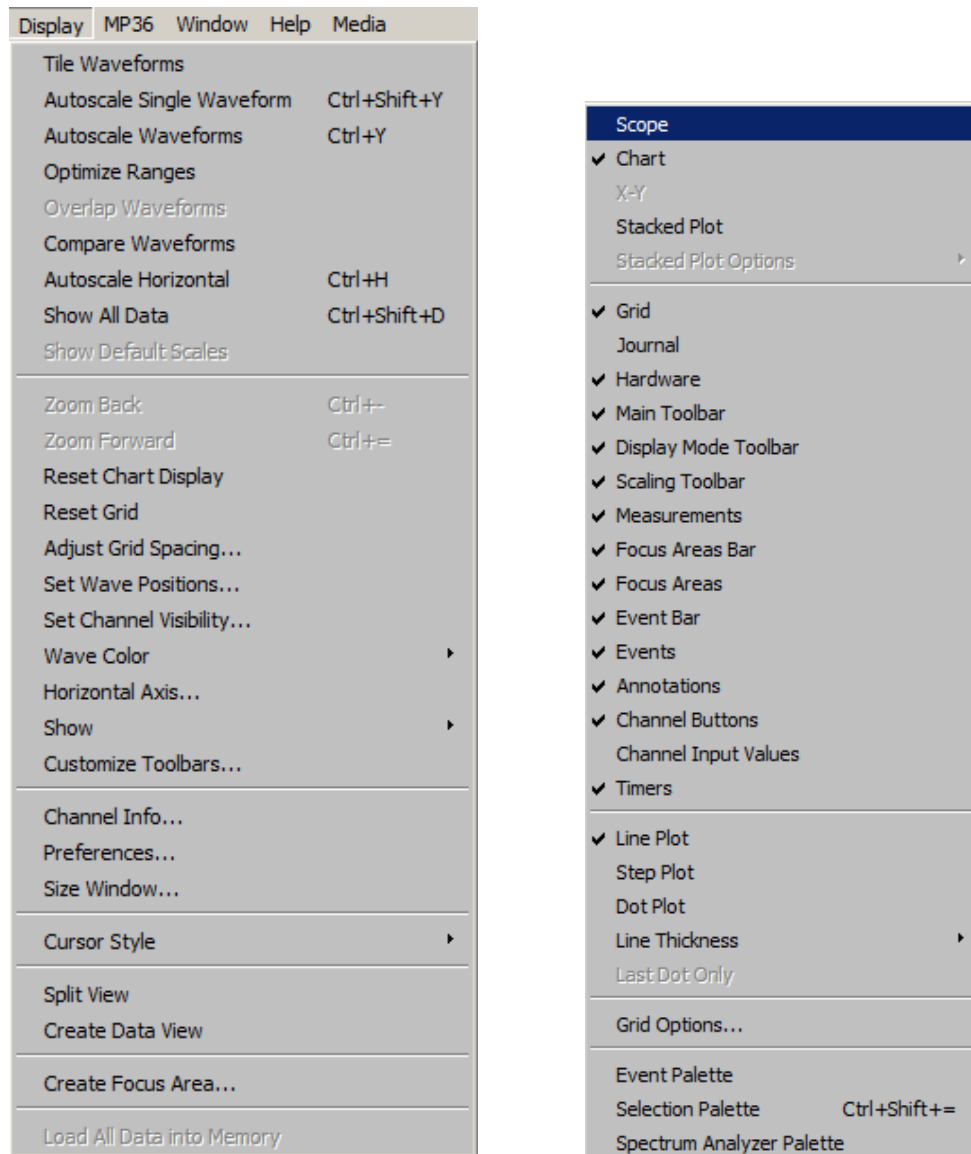 Display MP36 Window Help Media
Tile Waveforms
Autoscale Single Waveform Ctrl+Shift+Y
Autoscale Waveforms Ctrl+Y
Optimize Ranges
Overlap Waveforms
Compare Waveforms
Autoscale Horizontal Ctrl+H
Show All Data Ctrl+Shift+D
Show Default Scales
Zoom Back Ctrl+-
Zoom Forward Ctrl+=
Reset Chart Display
Reset Grid
Adjust Grid Spacing...
Set Wave Positions...
Set Channel Visibility...
Wave Color
Horizontal Axis...
Show
Customize Toolbars...
Channel Info...
Preferences...
Size Window...
Cursor Style
Split View
Create Data View
Create Focus Area...
Load All Data into Memory
Scope
Chart
X-Y
Stacked Plot
Stacked Plot Options
Grid
Journal
Hardware
Main Toolbar
Display Mode Toolbar
Scaling Toolbar
Measurements
Focus Areas Bar
Focus Areas
Event Bar
Events
Annotations
Channel Buttons
Channel Input Values
Timers
Line Plot
Step Plot
Dot Plot
Line Thickness
Last Dot Only
Grid Options...
Event Palette
Selection Palette Ctrl+Shift+=
Spectrum Analyzer Palette